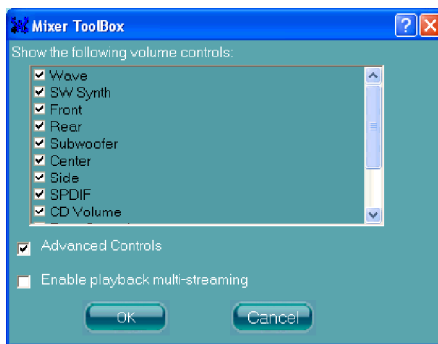 Mixer ToolBox
Show the following volume controls:
Wave
SW Synth
Front
Rear
Subwoofer
Center
Side
SPDIF
CD Volume
Advanced Controls
Enable playback multi-streaming
OK
Cancel